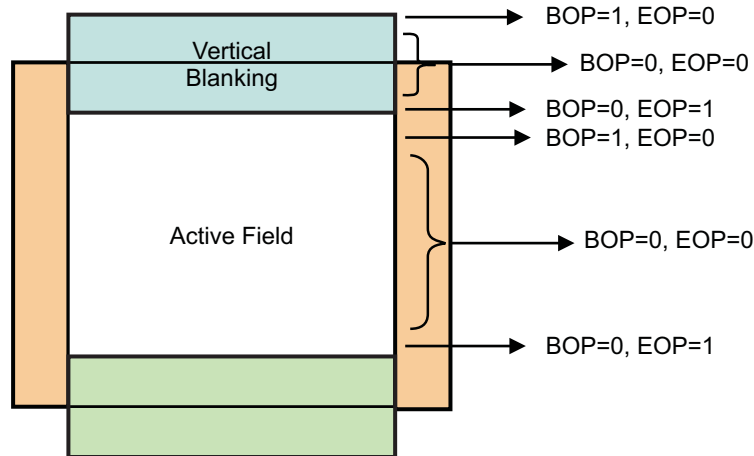 BOP=1, EOP=0
Vertical
Blanking
BOP=0, EOP=0
BOP=0, EOP=1
BOP=1, EOP=0
Active Field
BOP=0, EOP=0
BOP=0, EOP=1